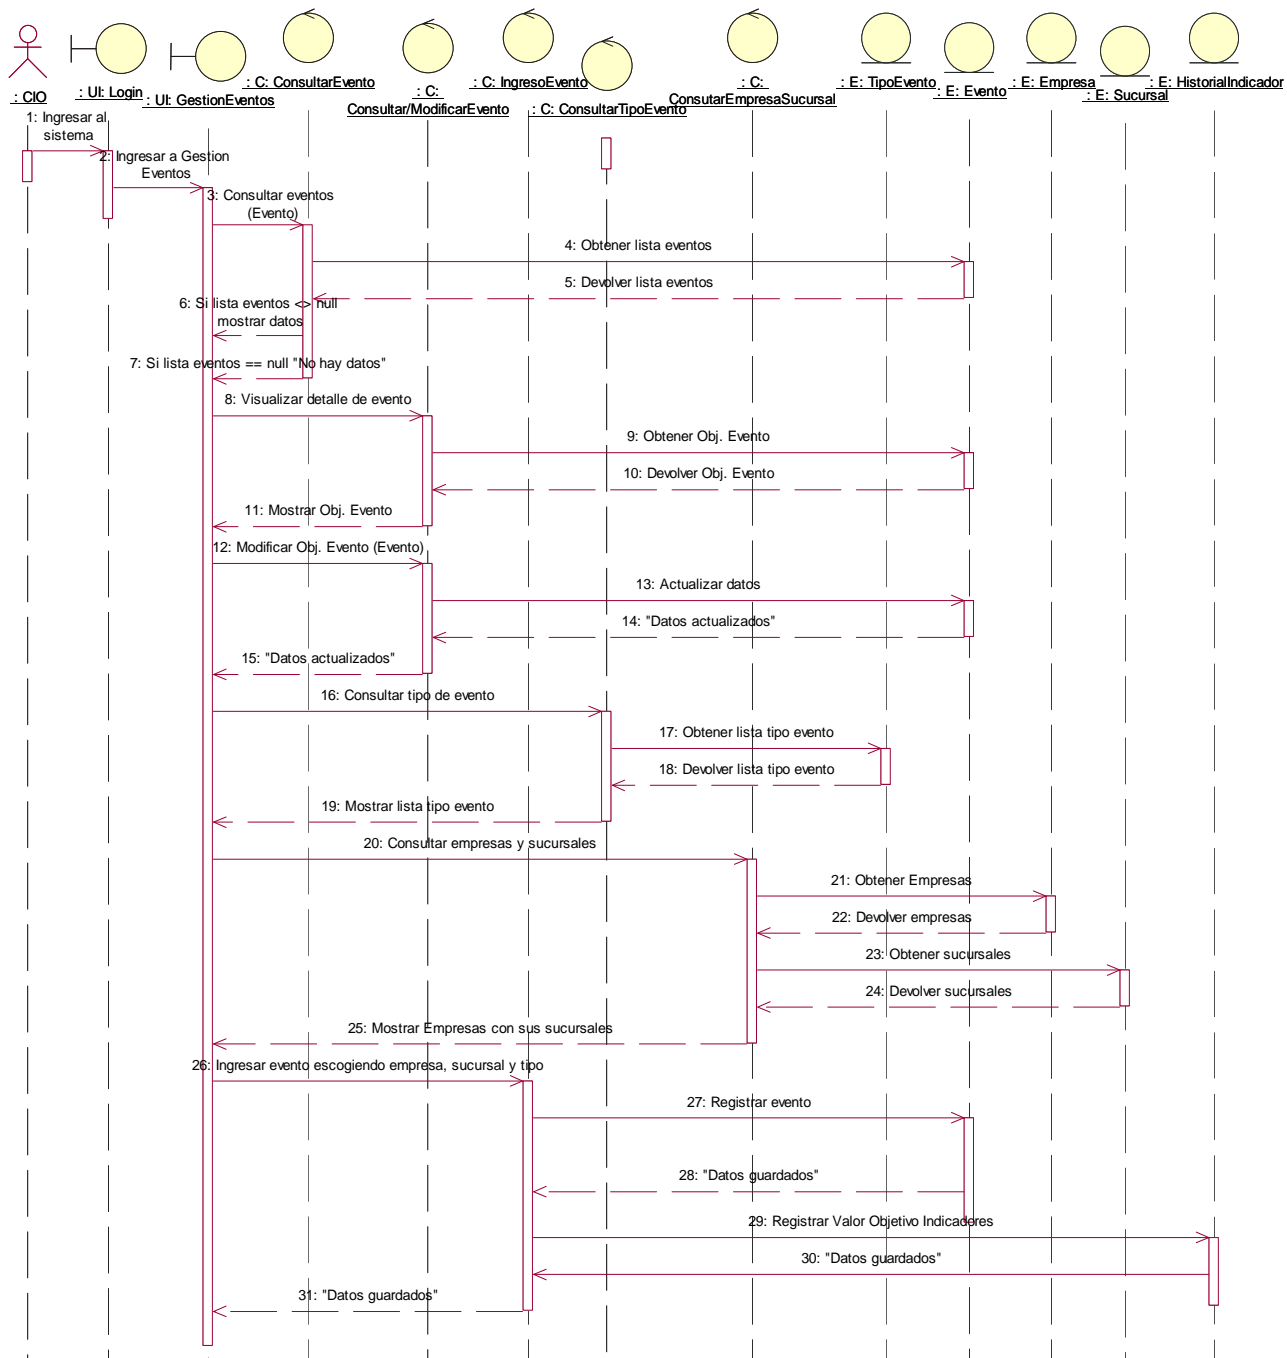 : CIO
: UI: Login
: UI: GestionEventos
: C: ConsultarEvento
: C:
Consultar/ModificarEvento
: C: IngresoEvento
: C: ConsultarTipoEvento
: C:
ConsutarEmpresaSucursal
: E: TipoEvento
: E: Evento
: E: Empresa
: E: Sucursal
: E: HistorialIndicador
1: Ingresar al
sistema
2: Ingresar a Gestion
Eventos
3: Consultar eventos
(Evento)
4: Obtener lista eventos
5: Devolver lista eventos
6: Si lista eventos <> null
mostrar datos
7: Si lista eventos == null "No hay datos"
8: Visualizar detalle de evento
9: Obtener Obj. Evento
10: Devolver Obj. Evento
11: Mostrar Obj. Evento
12: Modificar Obj. Evento (Evento)
13: Actualizar datos
14: "Datos actualizados"
15: "Datos actualizados"
16: Consultar tipo de evento
17: Obtener lista tipo evento
18: Devolver lista tipo evento
19: Mostrar lista tipo evento
20: Consultar empresas y sucursales
21: Obtener Empresas
22: Devolver empresas
23: Obtener sucursales
24: Devolver sucursales
25: Mostrar Empresas con sus sucursales
26: Ingresar evento escogiendo empresa, sucursal y tipo
27: Registrar evento
28: "Datos guardados"
29: Registrar Valor Objetivo Indicadores
30: "Datos guardados"
31: "Datos guardados"